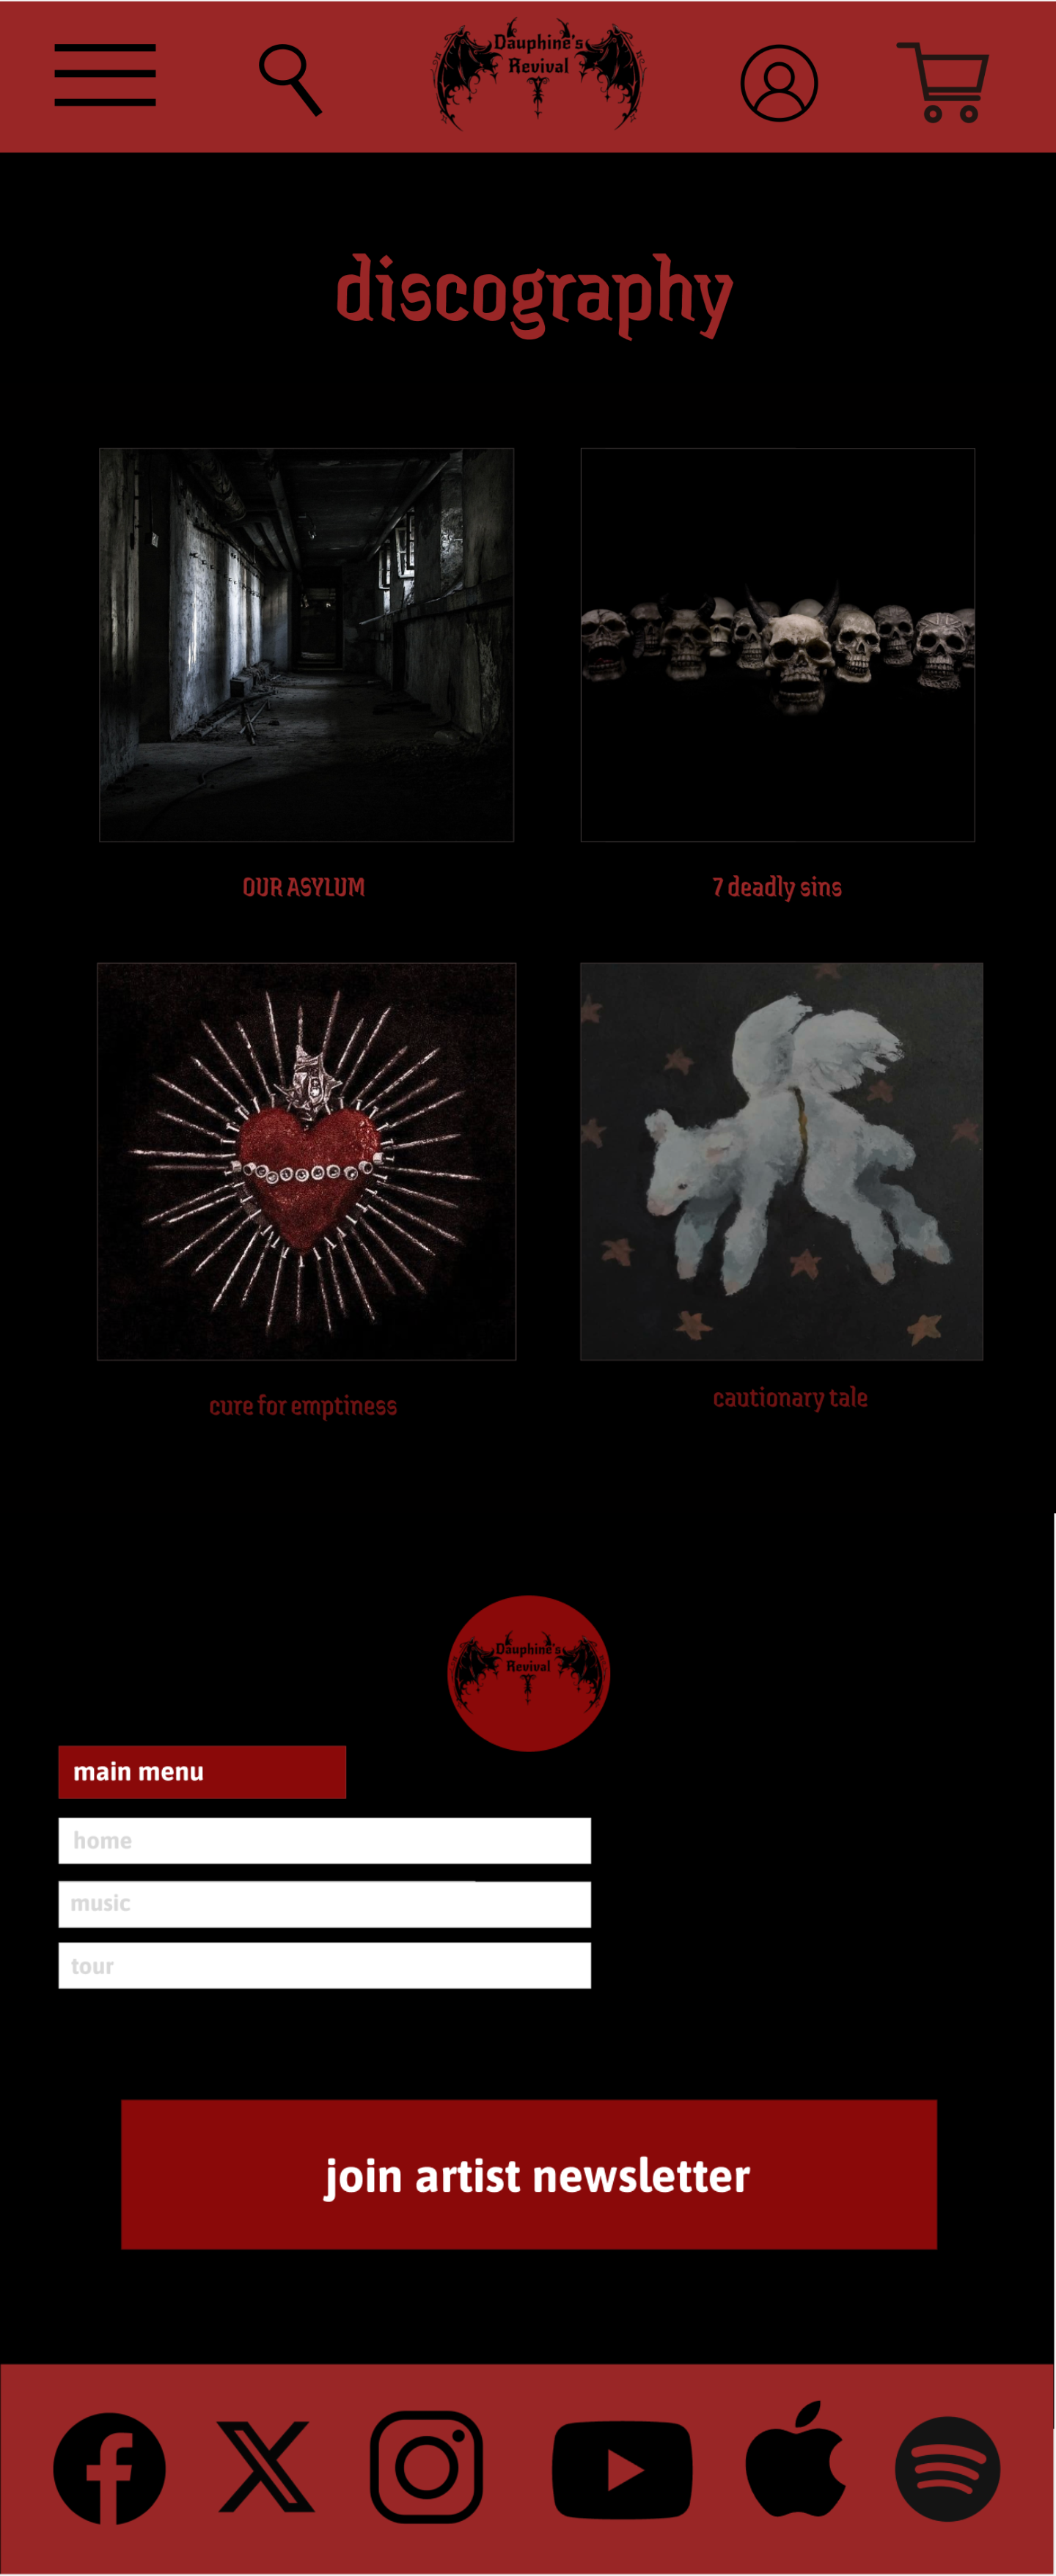 Dauphine's
Revival
discography
OUR ASYLUM
7 deadly sins
cure for emptiness
cautionary tale
Dauphine's
Revival
main menu
home
music
tour
join artist newsletter